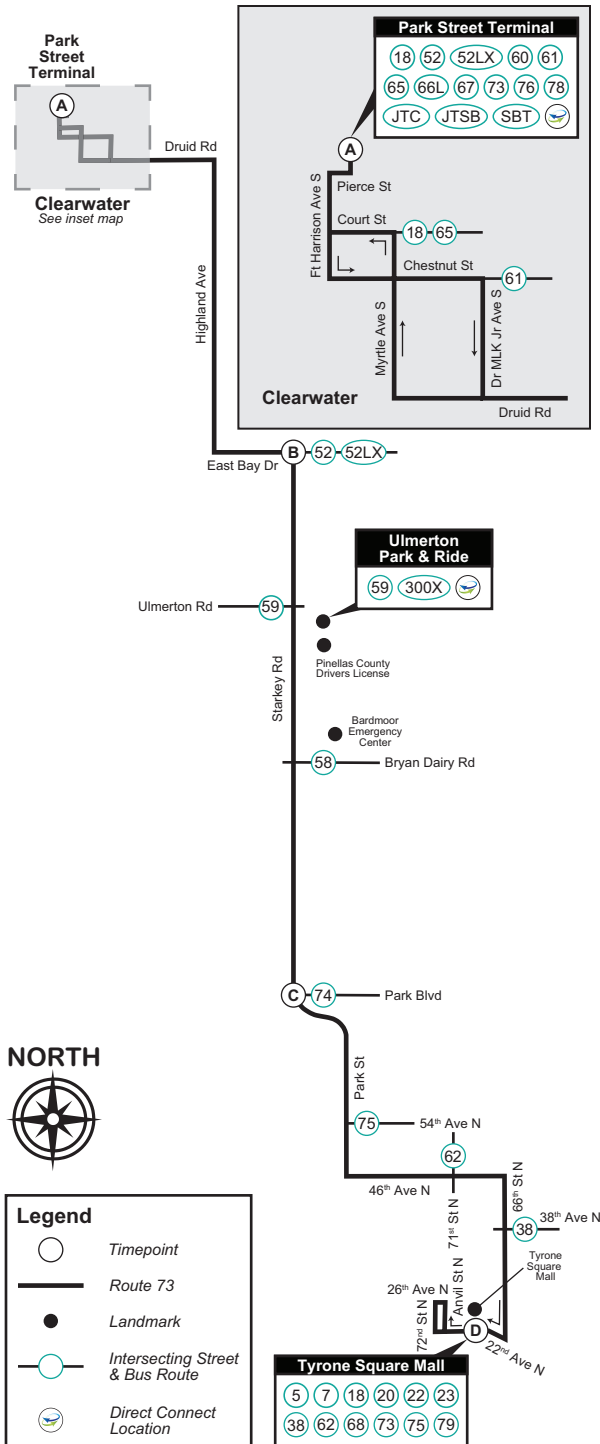 Park
Street
Terminal
A
Druid Rd
Clearwater
See inset map
Highland Ave
Park Street Terminal
18 52 52LX 60 61
65 66L 67 73 76 78
JTC JTSB SBT
A
Pierce St
Ft Harrison Ave S
Court St
18 65
Chestnut St
61
Myrtle Ave S
Dr MLK Jr Ave S
Clearwater
Druid Rd
East Bay Dr
B 52 52LX
Ulmerton
Park & Ride
59 300X
Ulmerton Rd
59
Pinellas County
Drivers License
Starkey Rd
Bardmoor
Emergency
Center
58
Bryan Dairy Rd
C 74 Park Blvd
NORTH
Park St
75 54th Ave N
62
46th Ave N
71st St N
66th St N
38 38th Ave N
Tyrone
Square
Mall
26th Ave N
Anvil St N
72nd St N
D
22nd Ave N
Tyrone Square Mall
5 7 18 20 22 23
38 62 68 73 75 79
Legend
Timepoint
Route 73
Landmark
Intersecting Street
& Bus Route
Direct Connect
Location